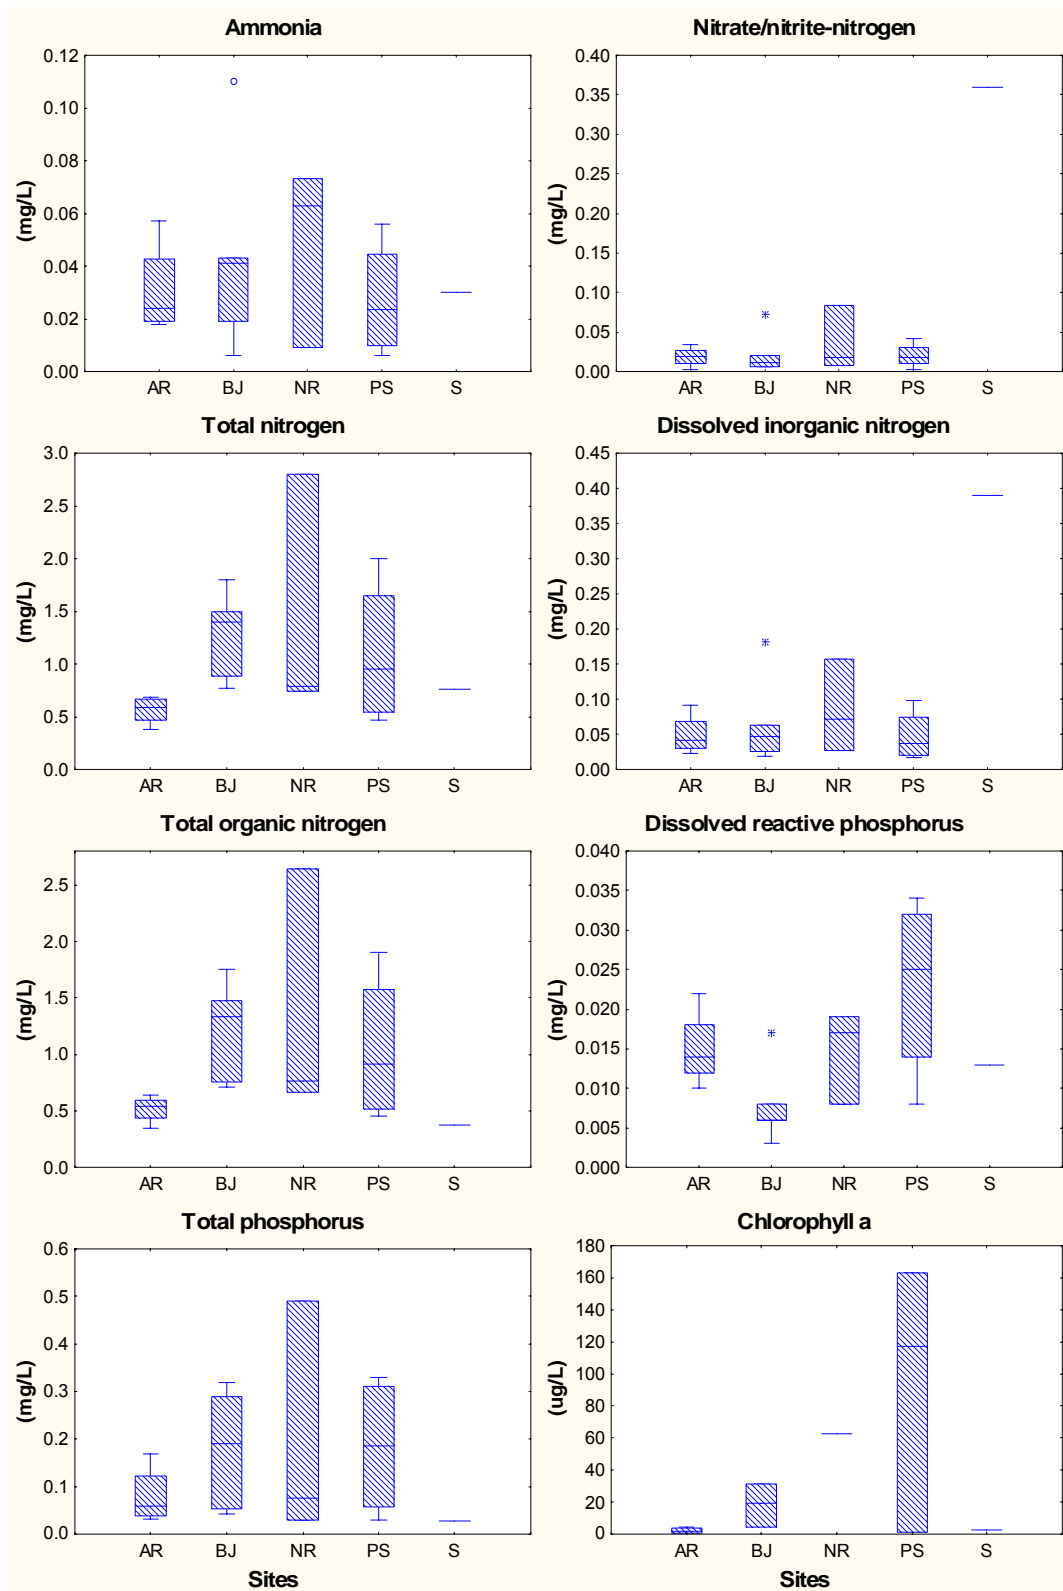 Ammonia
0.12
0.10
0.08
0.06
0.04
0.02
0.00
(mg/L)
AR BJ NR PS S
Nitrate/nitrite-nitrogen
0.40
0.35
0.30
0.25
0.20
0.15
0.10
0.05
0.00
(mg/L)
AR BJ NR PS S
Total nitrogen
3.0
2.5
2.0
1.5
1.0
0.5
0.0
(mg/L)
AR BJ NR PS S
Dissolved inorganic nitrogen
0.45
0.40
0.35
0.30
0.25
0.20
0.15
0.10
0.05
0.00
(mg/L)
AR BJ NR PS S
Total organic nitrogen
2.5
2.0
1.5
1.0
0.5
0.0
(mg/L)
AR BJ NR PS S
Dissolved reactive phosphorus
0.040
0.035
0.030
0.025
0.020
0.015
0.010
0.005
0.000
(mg/L)
AR BJ NR PS S
Total phosphorus
0.6
0.5
0.4
0.3
0.2
0.1
0.0
(mg/L)
AR BJ NR PS S
Sites
Chlorophyll a
180
160
140
120
100
80
60
40
20
0
(ug/L)
AR BJ NR PS S
Sites